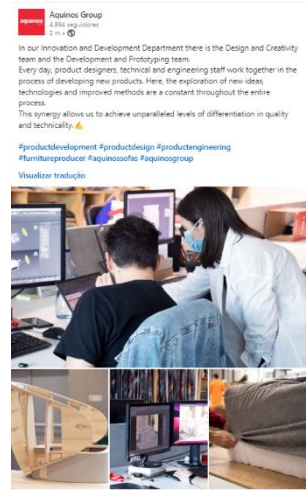 Aquinos Group
aquinos
4.894 seguidores
2 m •
In our Innovation and Development Department there is the Design and Creativity
team and the Development and Prototyping team.
Every day, product designers, technical and engineering staff work together in the
process of developing new products. Here, the exploration of new ideas,
technologies and improved methods are a constant throughout the entire
process.
This synergy allows us to achieve unparalleled levels of differentiation in quality
and technicality. ✍
#productdevelopment #productdesign #productengineering
#furnitureproducer #aquinossofas #aquinosgroup
Visualizar tradução